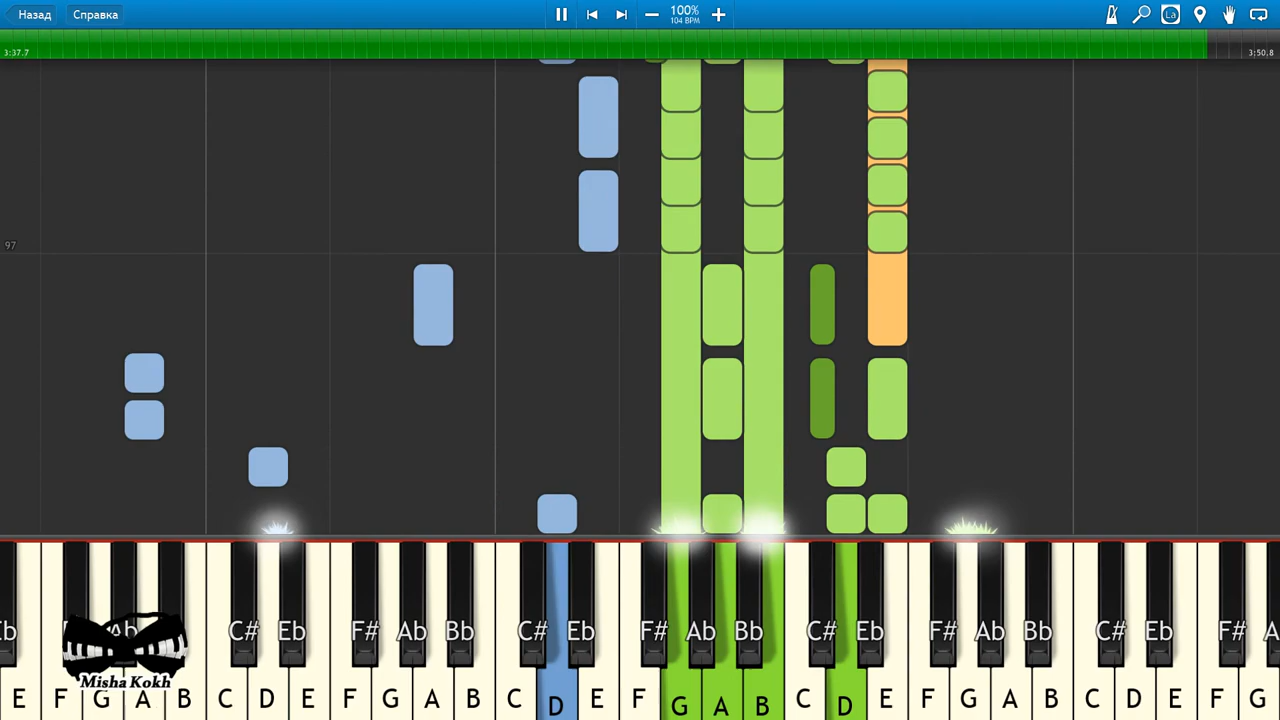 Назад Справка 100% La
104 BPM
3:37.7 3:50.8
97
Eb Ab C# Eb F# Ab Bb C# Eb F# Ab Bb C# Eb F# Ab Bb C# Eb F# A
Misha Kokh
E F G A B C D E F G A B C D E F G A B C D E F G A B C D E F G